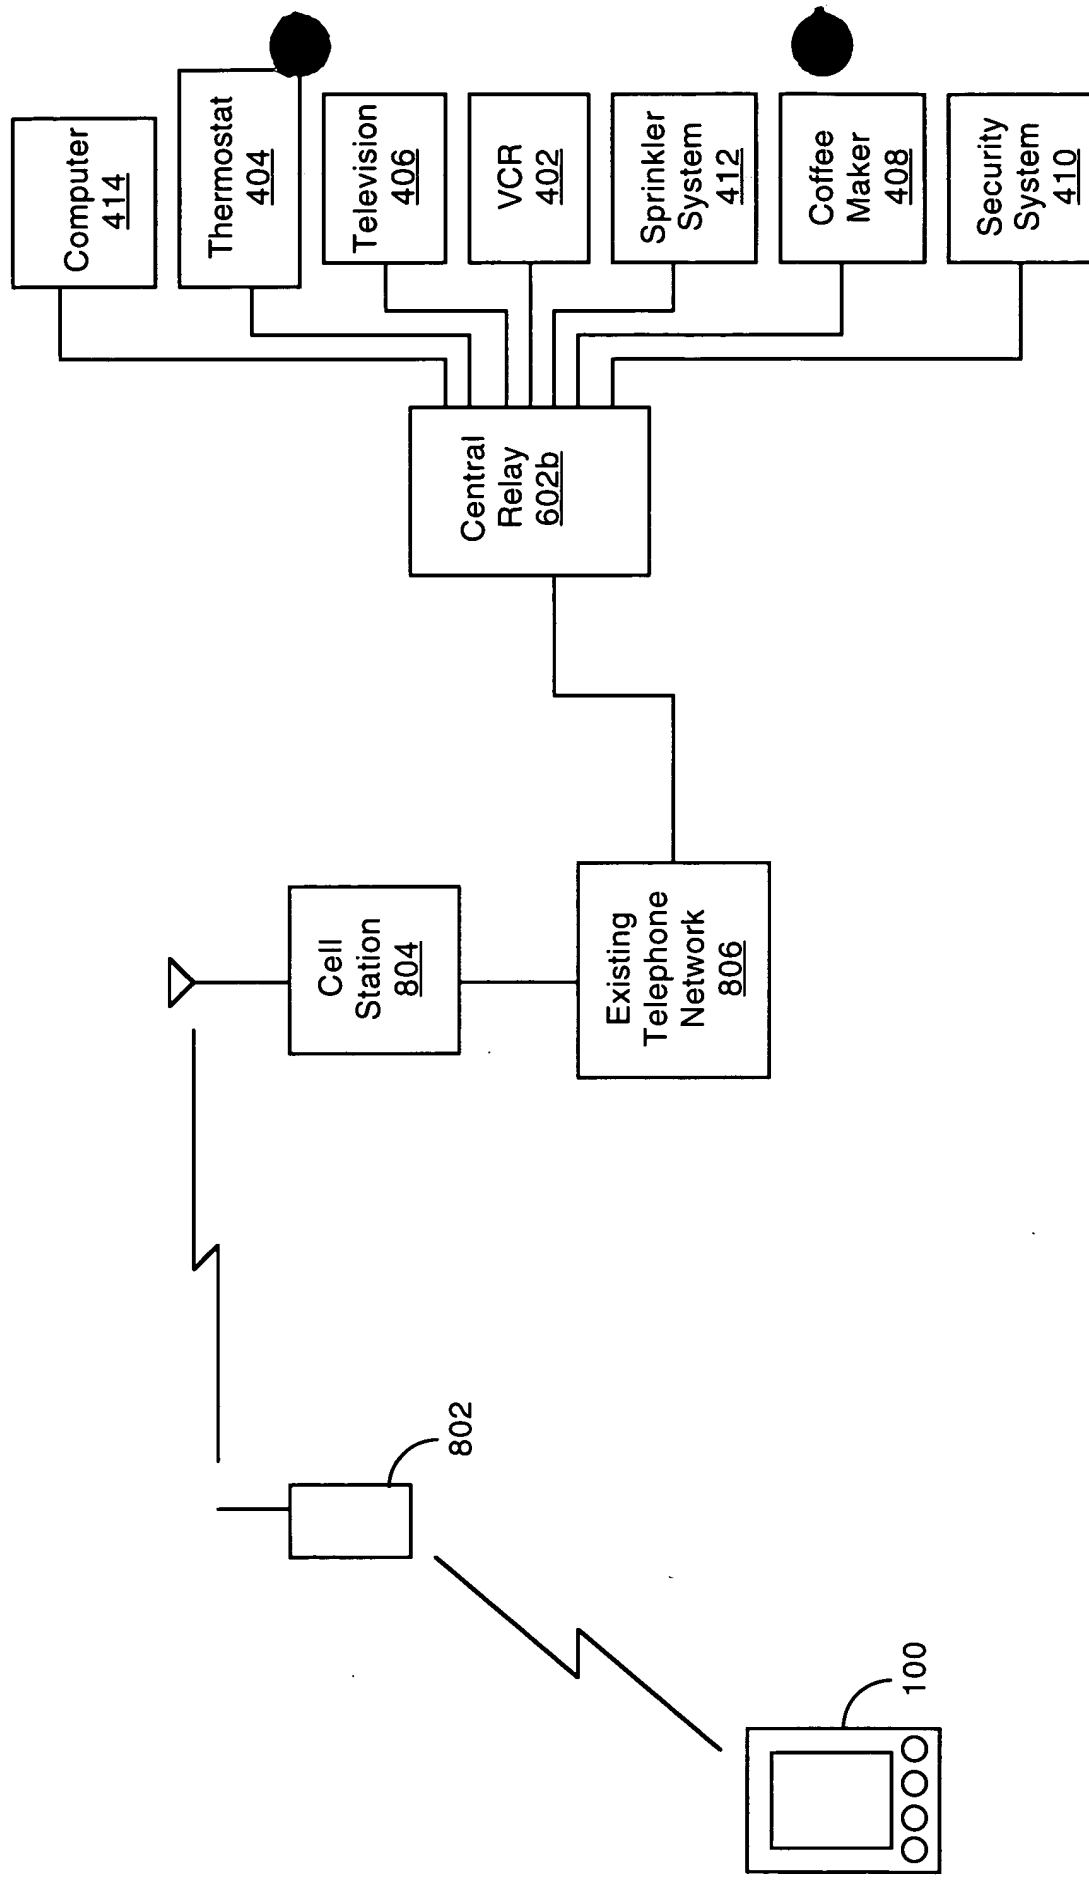 Computer
414
Thermostat
404
Television
406
VCR
402
Sprinkler
System
412
Coffee
Maker
408
Security
System
410
Central
Relay
602b
Cell
Station
804
Existing
Telephone
Network
806
802
100